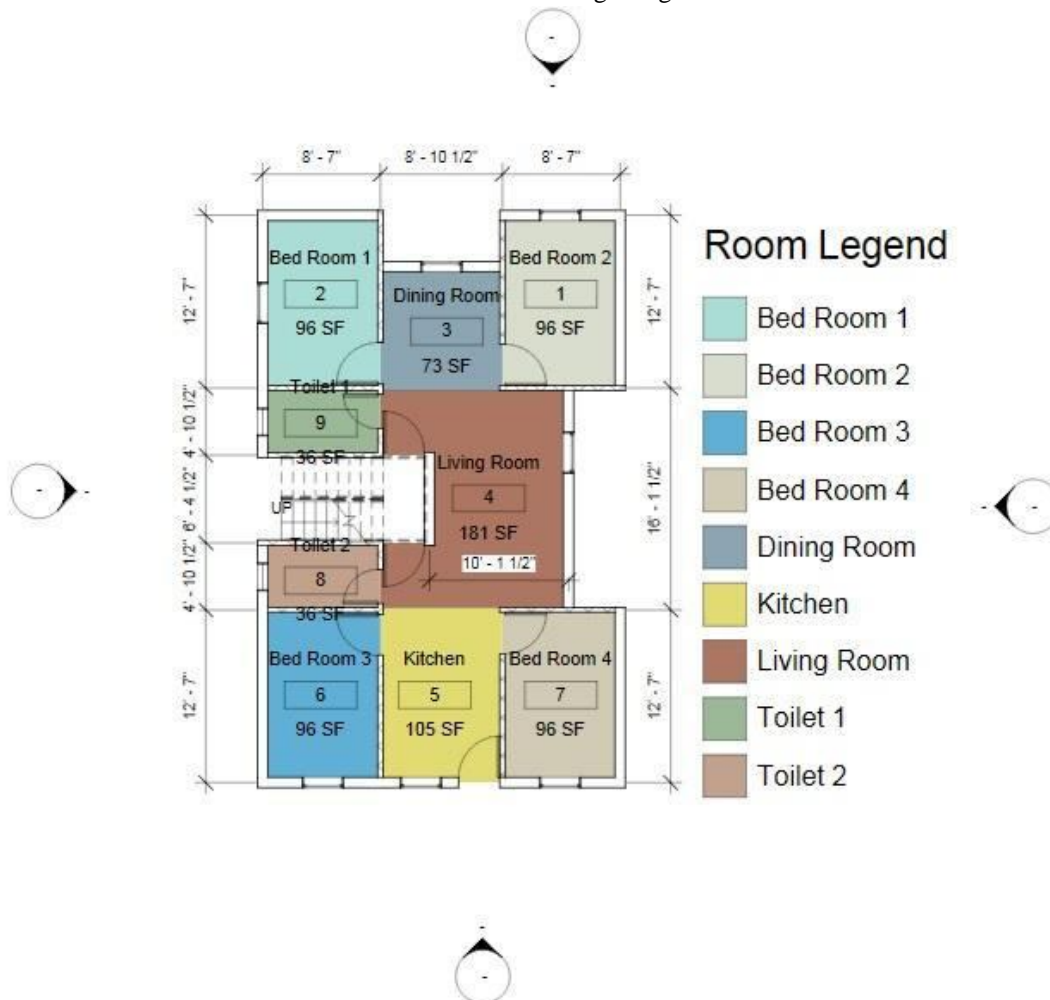 -
-
8' - 7"
8' - 10 1/2"
8' - 7"
12' - 7"
12' - 7"
Bed Room 1
2
96 SF
Dining Room
3
73 SF
Bed Room 2
1
96 SF
Toilet 1
9
36 SF
4' - 10 1/2"
6' - 4 1/2"
4' - 10 1/2"
16' - 1 1/2"
Living Room
4
181 SF
10' - 1 1/2"
UP
Toilet 2
8
36 SF
Bed Room 3
6
96 SF
Kitchen
5
105 SF
Bed Room 4
7
96 SF
12' - 7"
12' - 7"
-
-
-
-
-
-
Room Legend
Bed Room 1
Bed Room 2
Bed Room 3
Bed Room 4
Dining Room
Kitchen
Living Room
Toilet 1
Toilet 2